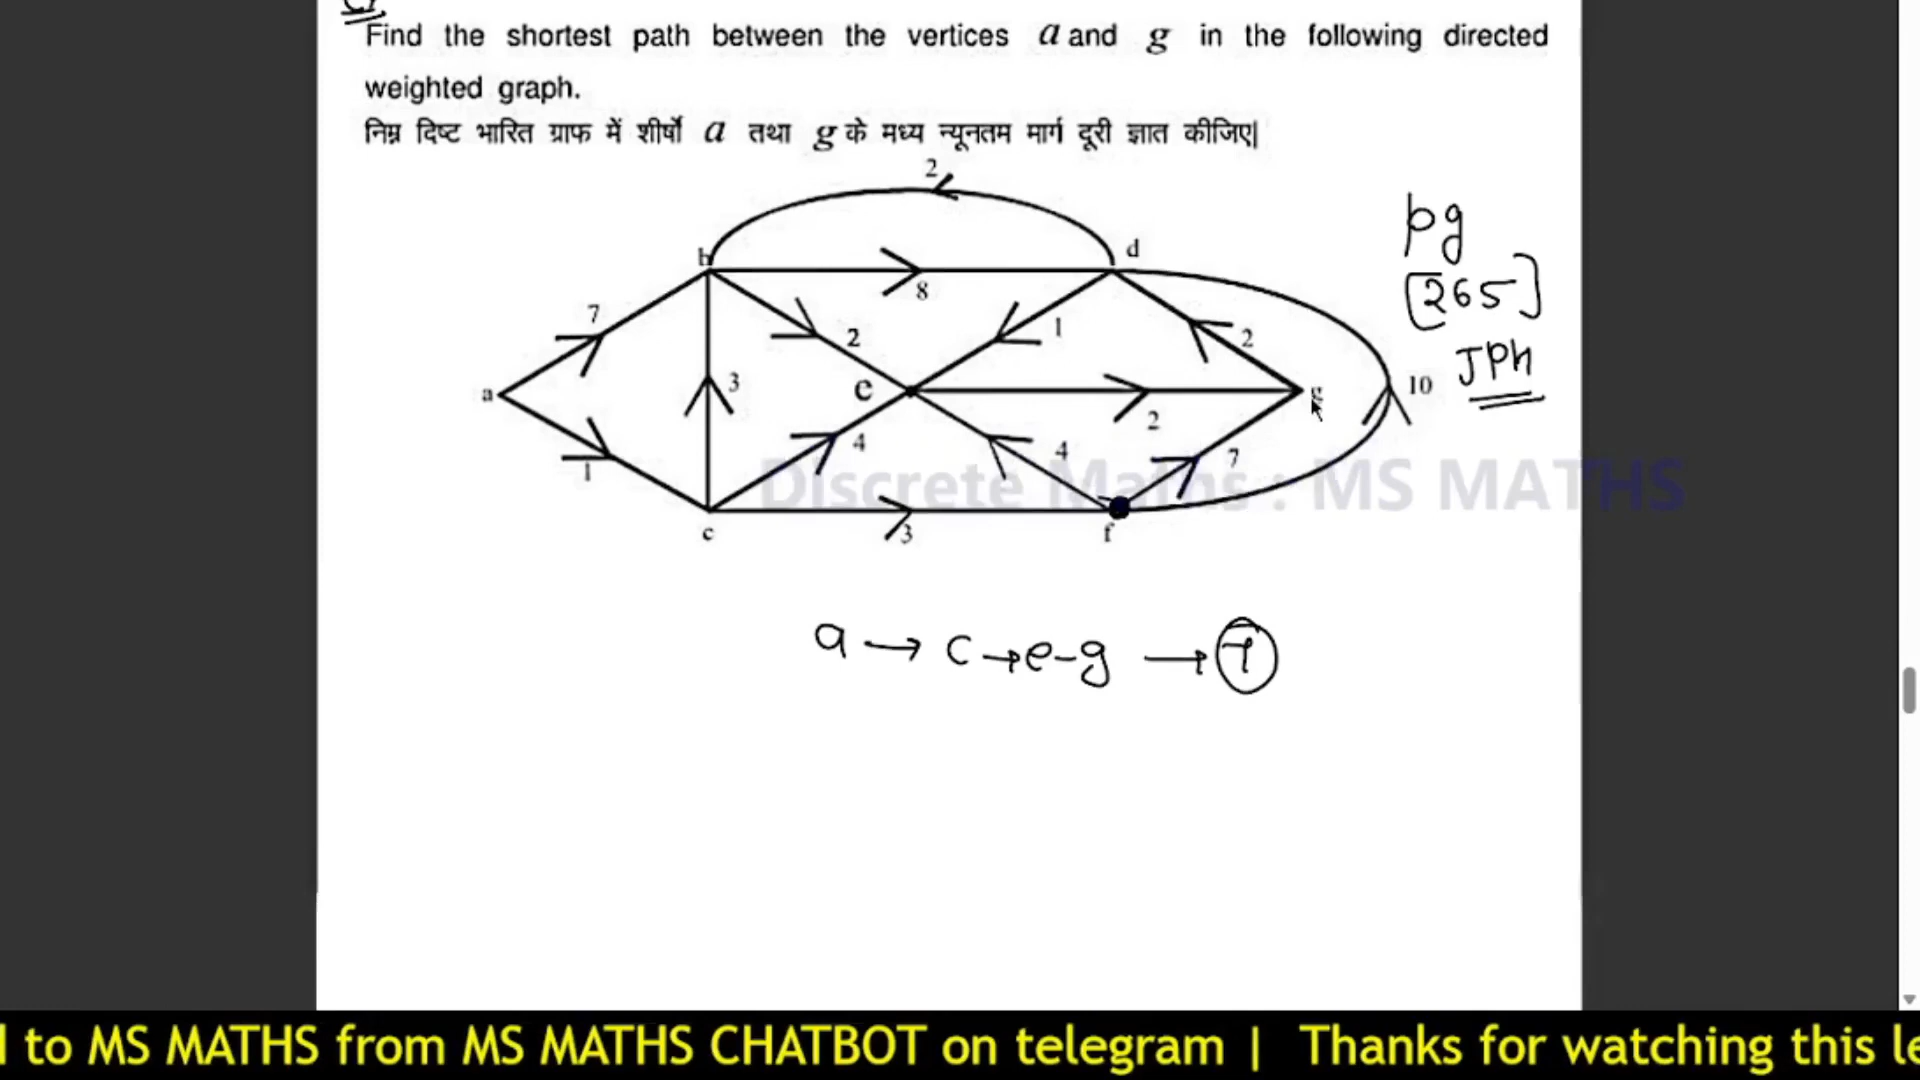 Find the shortest path between the vertices a and g in the following directed
weighted graph.
निम्न दिष्ट भारित ग्राफ में शीर्षों a तथा g के मध्य न्यूनतम मार्ग दूरी ज्ञात कीजिए|
2
pg
b
d
[265]
8
7
1
2
2
JPh
a
3
e
g
10
2
4
4
7
1
Discrete Maths : MS MATHS
c
3
f
a → c → e - g → 7
to MS MATHS from MS MATHS CHATBOT on telegram | Thanks for watching this